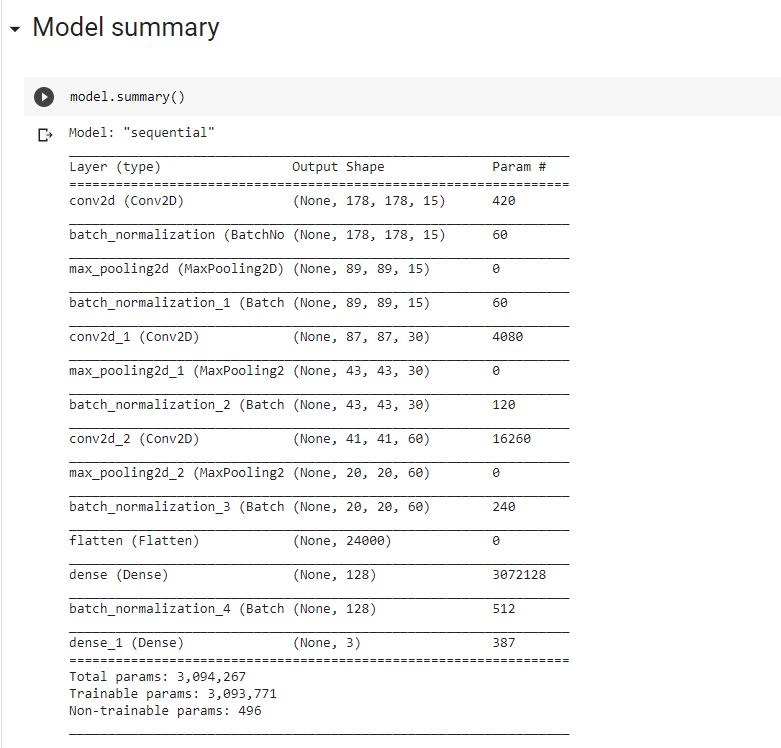 Model summary
model.summary()
Model: "sequential"
Layer (type) Output Shape Param #
conv2d (Conv2D) (None, 178, 178, 15) 420
batch_normalization (BatchNo (None, 178, 178, 15) 60
max_pooling2d (MaxPooling2D) (None, 89, 89, 15) 0
batch_normalization_1 (Batch (None, 89, 89, 15) 60
conv2d_1 (Conv2D) (None, 87, 87, 30) 4080
max_pooling2d_1 (MaxPooling2 (None, 43, 43, 30) 0
batch_normalization_2 (Batch (None, 43, 43, 30) 120
conv2d_2 (Conv2D) (None, 41, 41, 60) 16260
max_pooling2d_2 (MaxPooling2 (None, 20, 20, 60) 0
batch_normalization_3 (Batch (None, 20, 20, 60) 240
flatten (Flatten) (None, 24000) 0
dense (Dense) (None, 128) 3072128
batch_normalization_4 (Batch (None, 128) 512
dense_1 (Dense) (None, 3) 387
Total params: 3,094,267
Trainable params: 3,093,771
Non-trainable params: 496